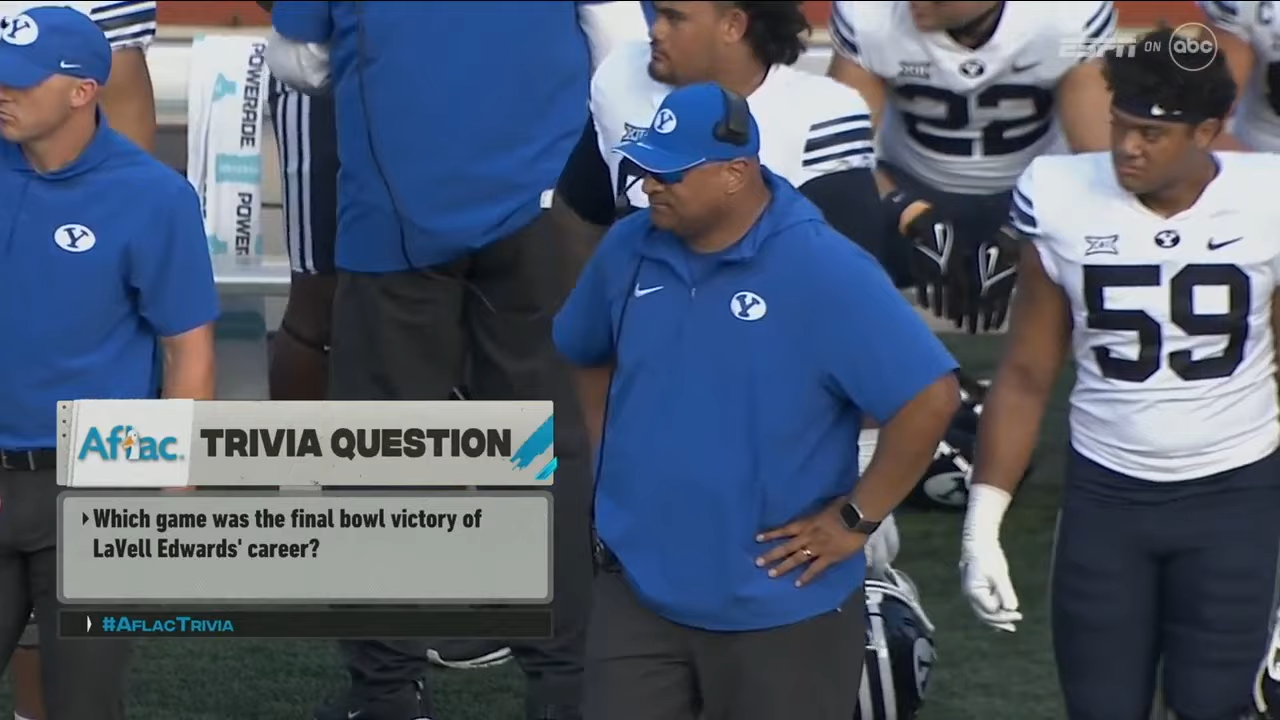 ESPN ON abc
Y
POWERADE
POWER
Y
Y
Y
22
XII
59
Aflac. TRIVIA QUESTION
Which game was the final bowl victory of
LaVell Edwards' career?
#AFLACTRIVIA